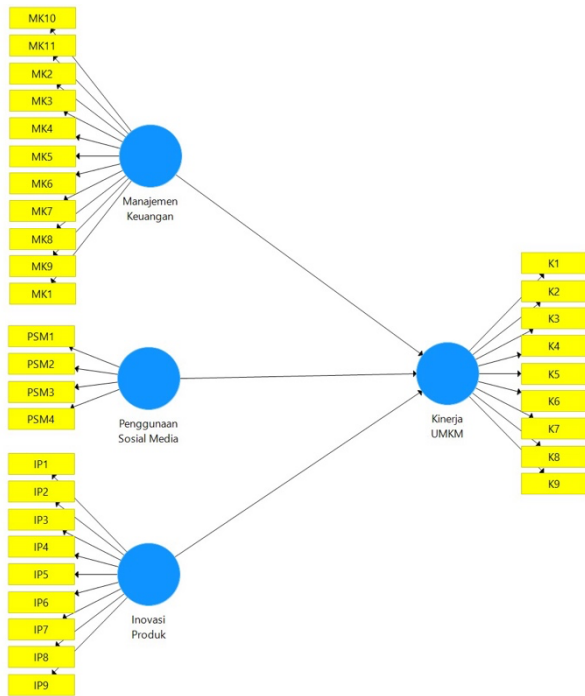 MK10
MK11
MK2
MK3
MK4
MK5
MK6
MK7
MK8
MK9
MK1
Manajemen
Keuangan
PSM1
PSM2
PSM3
PSM4
Penggunaan
Sosial Media
IP1
IP2
IP3
IP4
IP5
IP6
IP7
IP8
IP9
Inovasi
Produk
Kinerja
UMKM
K1
K2
K3
K4
K5
K6
K7
K8
K9